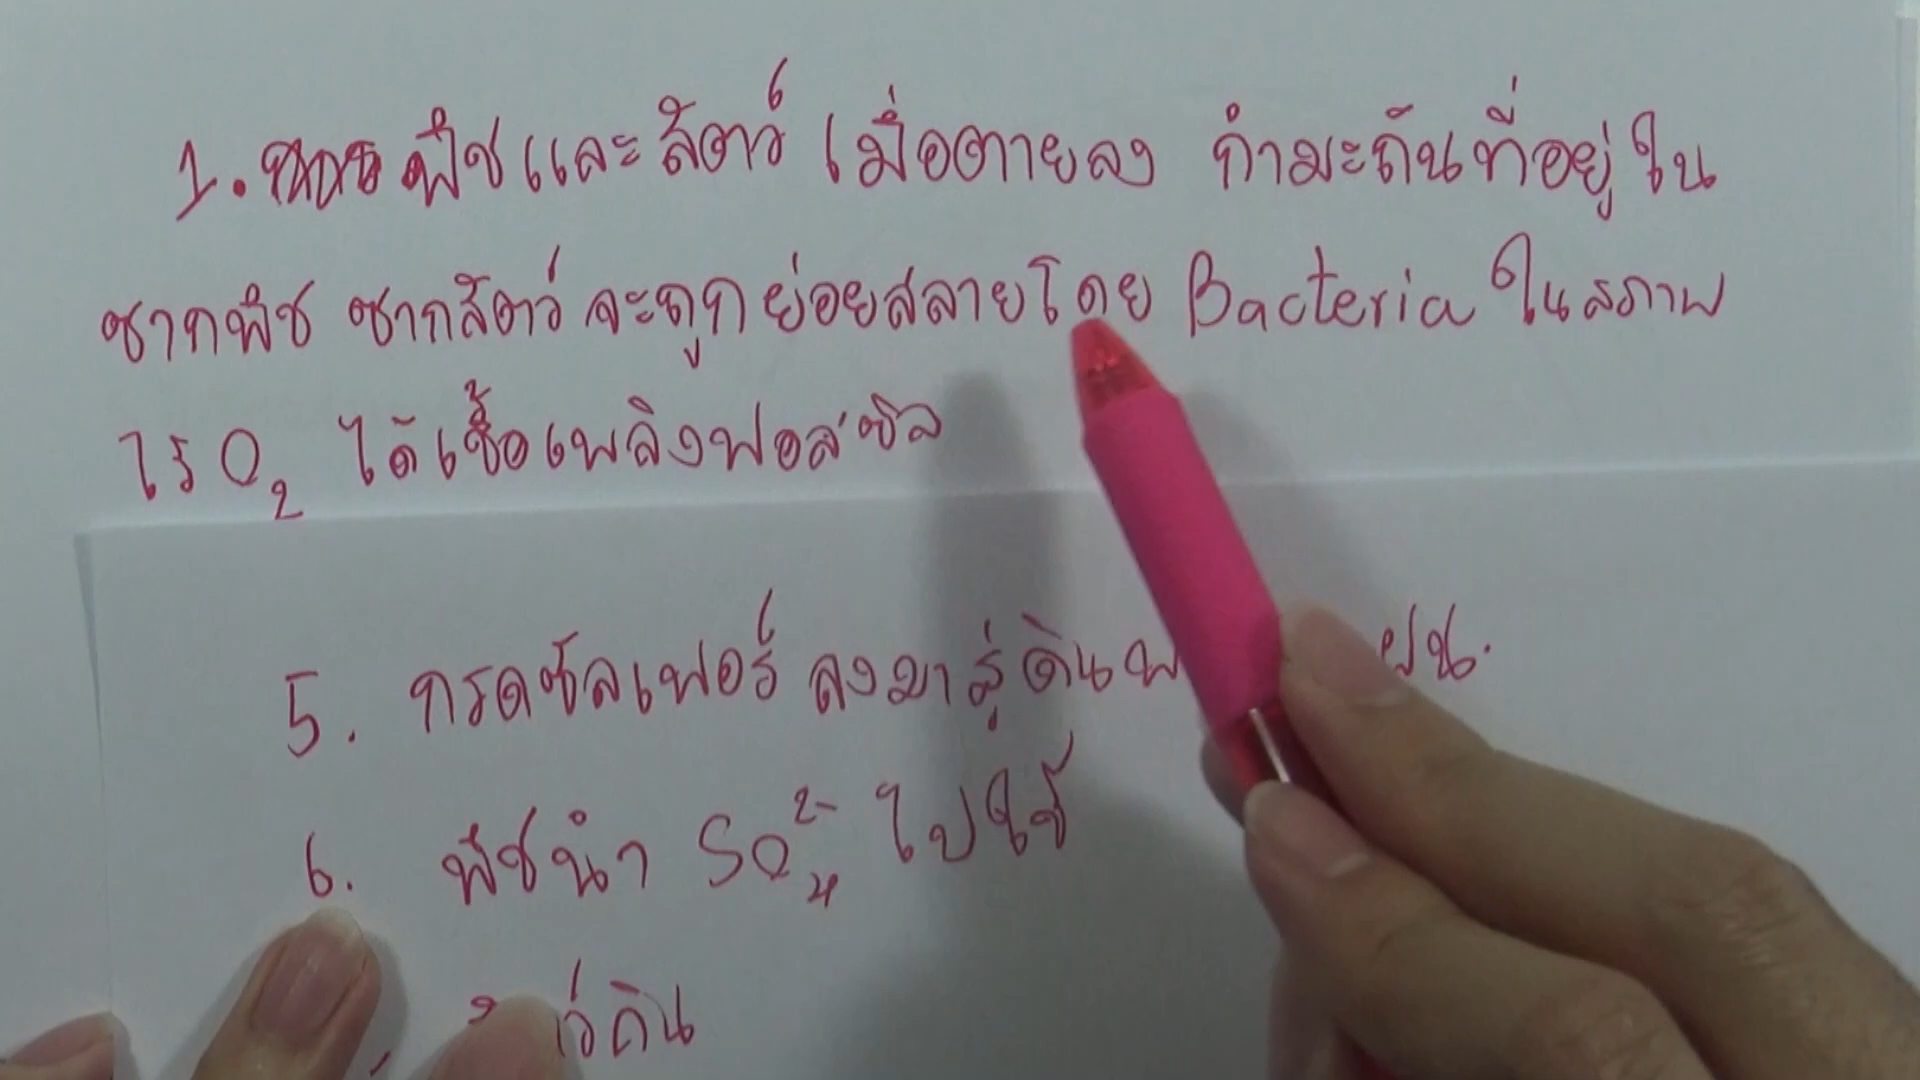 1. พืชและสัตว์ เมื่อตายลง กำมะถันที่อยู่ใน
ซากพืช ซากสัตว์ จะถูกย่อยสลายโดย Bacteria ในสภาพ
ไร้ O₂ ได้เชื้อเพลิงฟอสซิล
5. กรดซัลเฟอร์ ลงมาสู่ดิน ฝน.
6. พืชนำ SO₄²⁻ ไปใช้
กิน